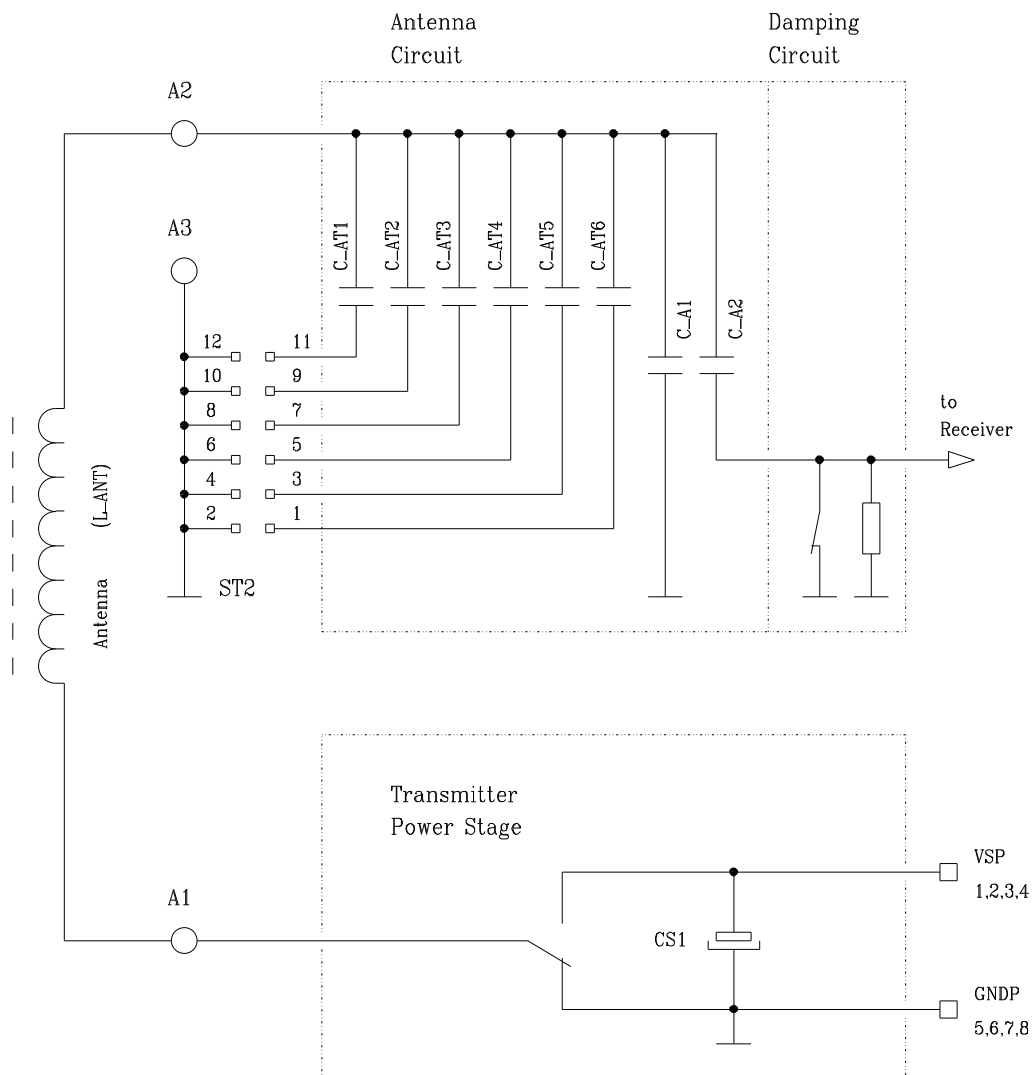 Antenna
Circuit
Damping
Circuit
A2
A3
C_AT1
C_AT2
C_AT3
C_AT4
C_AT5
C_AT6
C_A1
C_A2
12
11
10
9
8
7
6
5
4
3
2
1
to
Receiver
(L_ANT)
Antenna
ST2
Transmitter
Power Stage
A1
CS1
VSP
1,2,3,4
GNDP
5,6,7,8